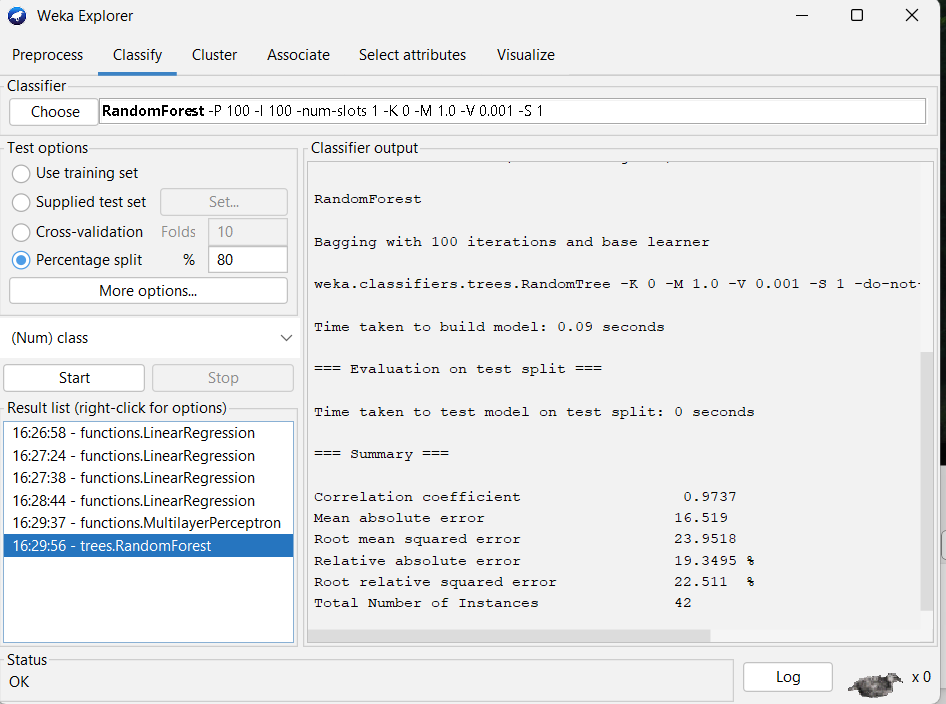 Weka Explorer
Preprocess Classify Cluster Associate Select attributes Visualize
Classifier
Choose RandomForest -P 100 -I 100 -num-slots 1 -K 0 -M 1.0 -V 0.001 -S 1
Test options
Use training set
Supplied test set Set...
Cross-validation Folds 10
Percentage split % 80
More options...
(Num) class
Start Stop
Result list (right-click for options)
16:26:58 - functions.LinearRegression
16:27:24 - functions.LinearRegression
16:27:38 - functions.LinearRegression
16:28:44 - functions.LinearRegression
16:29:37 - functions.MultilayerPerceptron
16:29:56 - trees.RandomForest
Classifier output
RandomForest
Bagging with 100 iterations and base learner
weka.classifiers.trees.RandomTree -K 0 -M 1.0 -V 0.001 -S 1 -do-not-
Time taken to build model: 0.09 seconds
=== Evaluation on test split ===
Time taken to test model on test split: 0 seconds
=== Summary ===
Correlation coefficient 0.9737
Mean absolute error 16.519
Root mean squared error 23.9518
Relative absolute error 19.3495 %
Root relative squared error 22.511 %
Total Number of Instances 42
Status
OK
Log
x 0